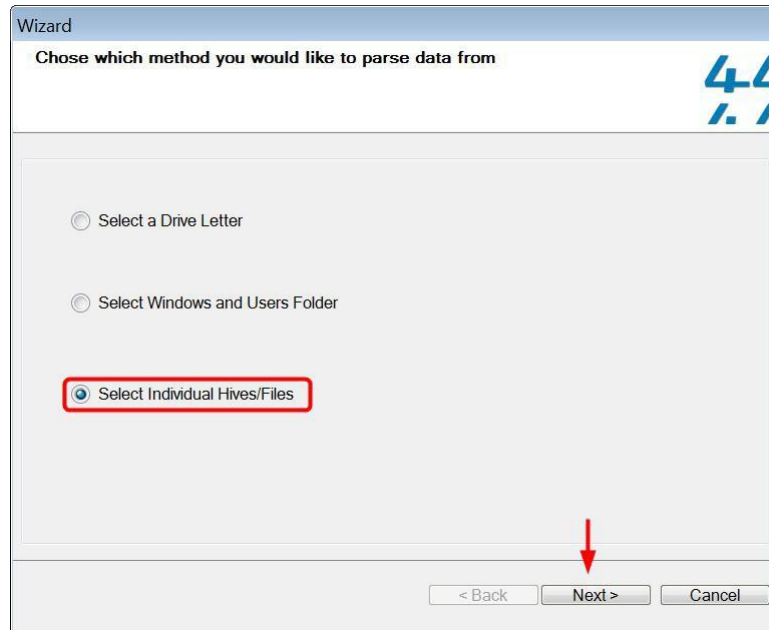 Wizard
Chose which method you would like to parse data from
Select a Drive Letter
Select Windows and Users Folder
Select Individual Hives/Files
< Back Next > Cancel